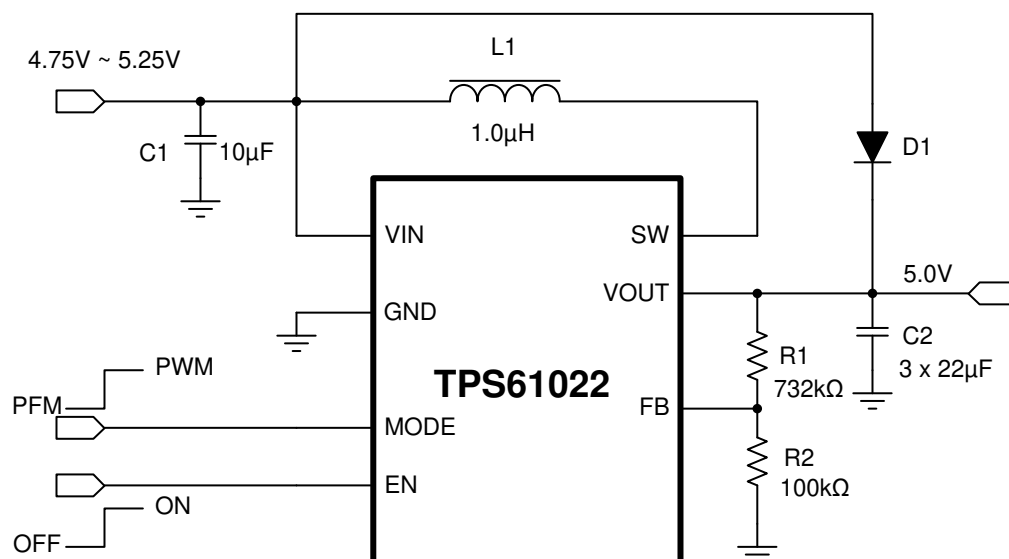 4.75V ~ 5.25V
L1
C1
10µF
1.0µH
D1
VIN
SW
VOUT
5.0V
GND
C2
3 x 22µF
R1
732kΩ
PWM
PFM
TPS61022
FB
MODE
R2
100kΩ
EN
ON
OFF